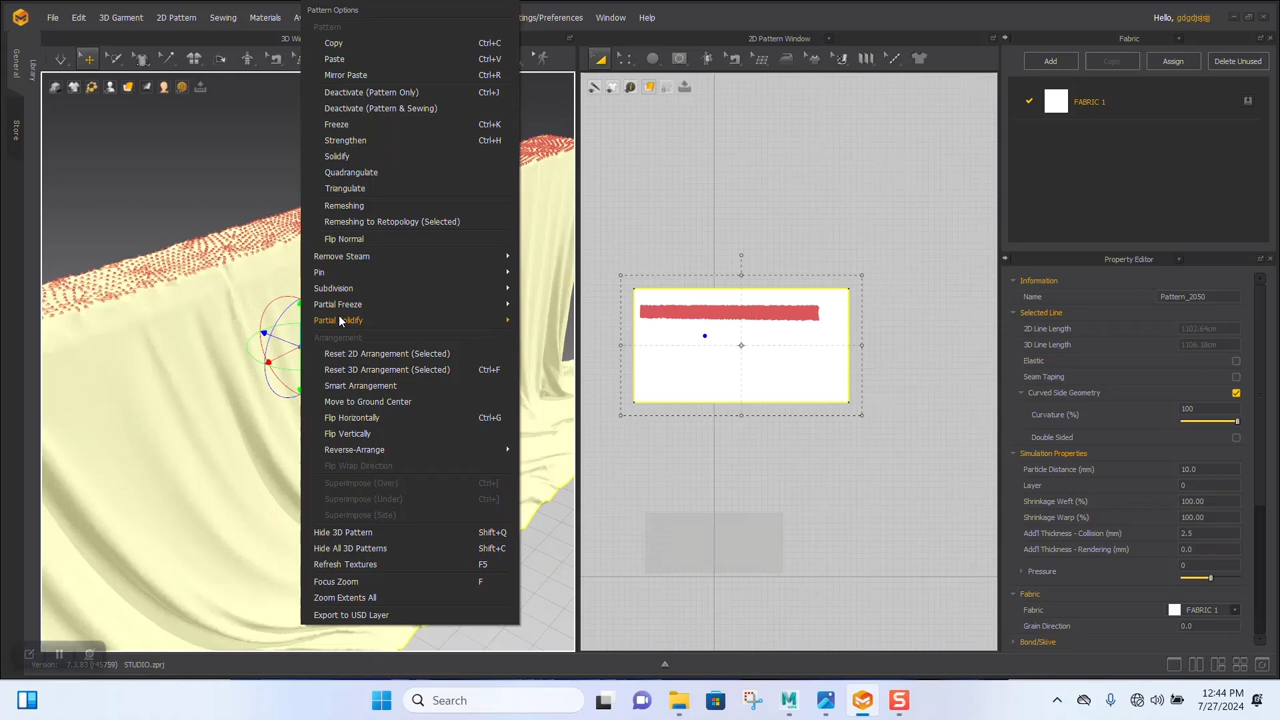 File Edit 3D Garment 2D Pattern Sewing Materials Window Help
Hello, gdgdjsjsjj
General
Library
Store
Pattern Options
Pattern
Copy Ctrl+C
Paste Ctrl+V
Mirror Paste Ctrl+R
Deactivate (Pattern Only) Ctrl+J
Deactivate (Pattern & Sewing)
Freeze Ctrl+K
Strengthen Ctrl+H
Solidify
Quadrangulate
Triangulate
Remeshing
Remeshing to Retopology (Selected)
Flip Normal
Remove Steam
Pin
Subdivision
Partial Freeze
Partial Solidify
Arrangement
Reset 2D Arrangement (Selected)
Reset 3D Arrangement (Selected) Ctrl+F
Smart Arrangement
Move to Ground Center
Flip Horizontally Ctrl+G
Flip Vertically
Reverse-Arrange
Flip Wrap Direction
Superimpose (Over) Ctrl+[
Superimpose (Under) Ctrl+]
Superimpose (Side)
Hide 3D Pattern Shift+Q
Hide All 3D Patterns Shift+C
Refresh Textures F5
Focus Zoom F
Zoom Extents All
Export to USD Layer
2D Pattern Window
Fabric
Add Copy Assign Delete Unused
FABRIC 1
Property Editor
Information
Name Pattern_2050
Selected Line
2D Line Length 1102.64cm
3D Line Length 1106.18cm
Elastic
Seam Taping
Curved Side Geometry
Curvature (%) 100
Double Sided
Simulation Properties
Particle Distance (mm) 10.0
Layer 0
Shrinkage Weft (%) 100.00
Shrinkage Warp (%) 100.00
Add'l Thickness - Collision (mm) 2.5
Add'l Thickness - Rendering (mm) 0.0
Pressure 0
Fabric
Fabric FABRIC 1
Grain Direction 0.0
Bond/Skive
STUDIO.zprj
Search
12:44 PM
7/27/2024